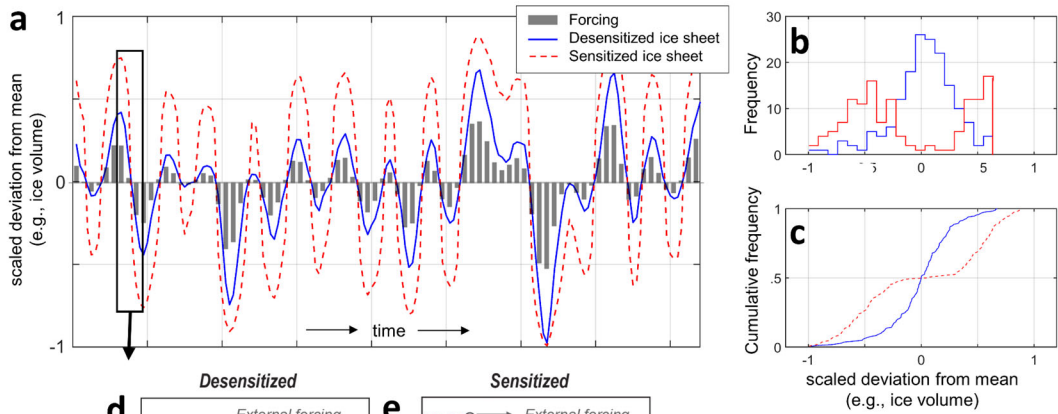 a
Forcing
Desensitized ice sheet
Sensitized ice sheet
1
0
-1
scaled deviation from mean
(e.g., ice volume)
time
b
30
20
10
0
Frequency
-1
-.5
0
.5
1
c
1
.5
0
Cumulative frequency
-1
0
1
scaled deviation from mean
(e.g., ice volume)
Desensitized
Sensitized
d
External forcing
e
External forcing